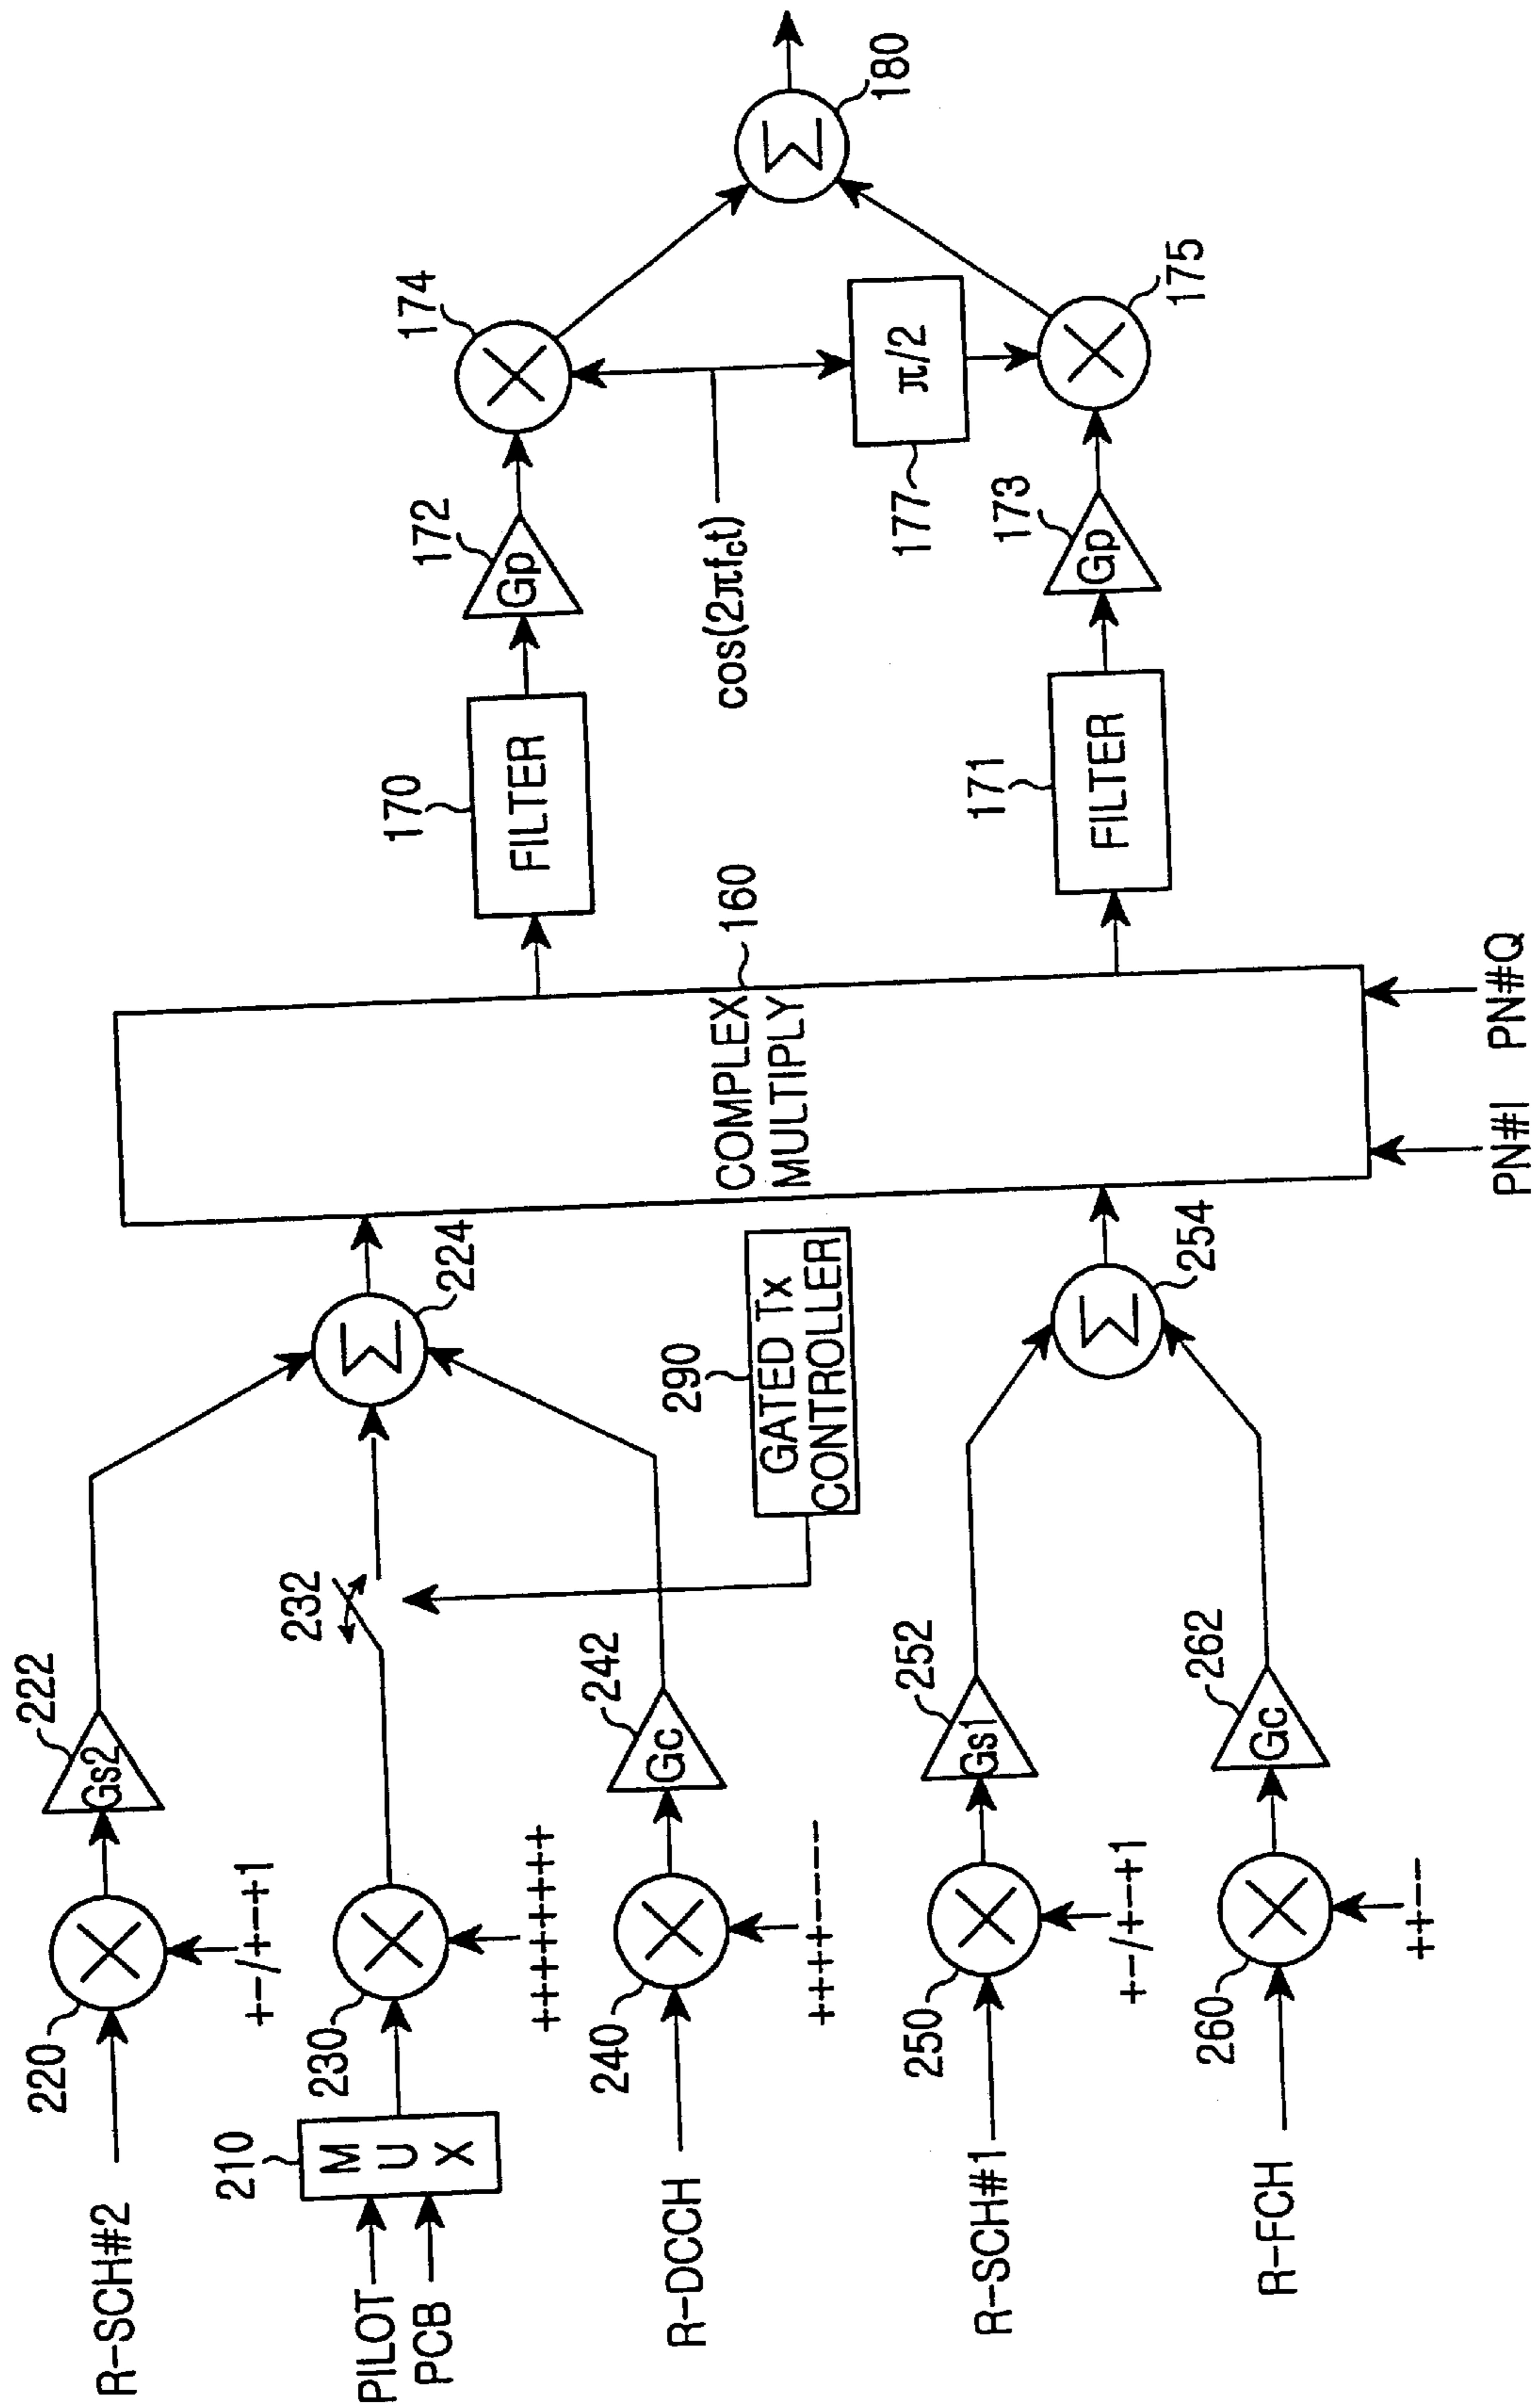 R-SCH#2
220
+-/+-+1
222
Gs2
PILOT
PCB
210
M
U
X
230
++++++++
232
R-DCCH
240
++++----
242
Gc
224
Σ
290
GATED Tx
CONTROLLER
R-SCH#1
250
+-/+-+1
252
Gs1
R-FCH
260
++--
262
Gc
254
Σ
COMPLEX
MULTIPLY
160
PN#I PN#Q
170
FILTER
172
Gp
174
cos(2πfct)
177
π/2
171
FILTER
173
Gp
175
Σ
180